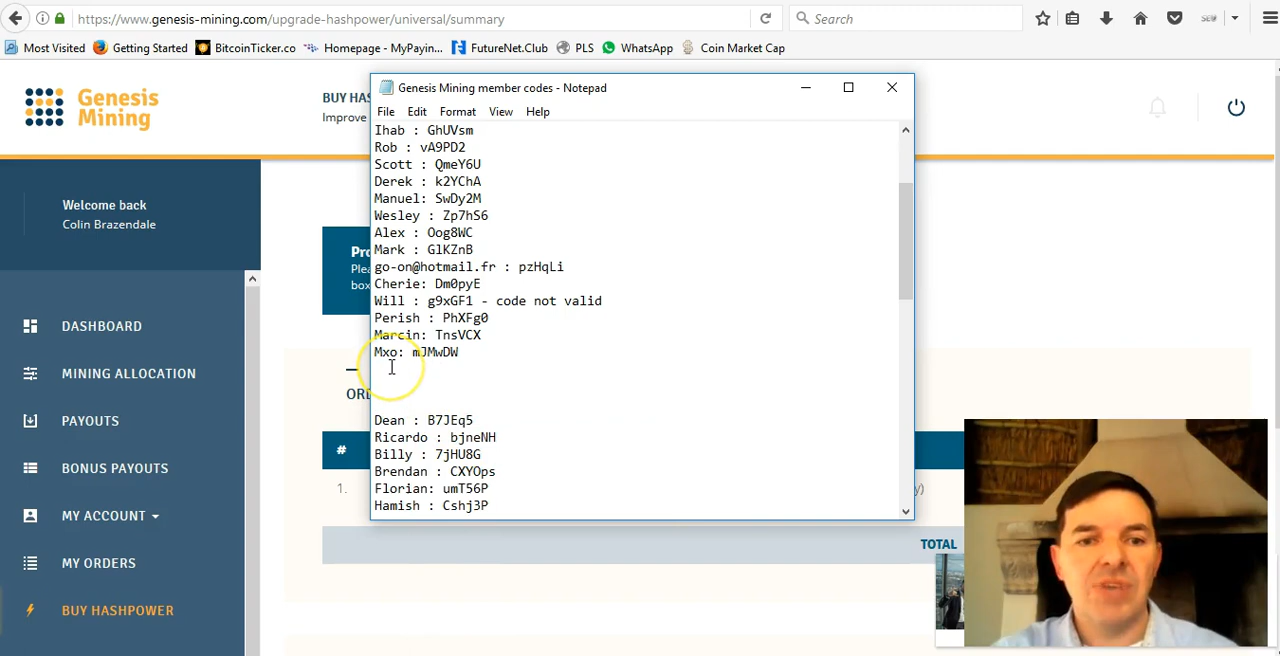 https://www.genesis-mining.com/upgrade-hashpower/universal/summary
Search
Most Visited
Getting Started
BitcoinTicker.co
Homepage - MyPayin...
FutureNet.Club
PLS
WhatsApp
Coin Market Cap
Genesis
Mining
BUY HAS
Improve
Genesis Mining member codes - Notepad
File Edit Format View Help
Ihab : GhUVsm
Rob : vA9PD2
Scott : QmeY6U
Derek : k2YChA
Manuel: SwDy2M
Wesley : Zp7hS6
Alex : Oog8WC
Mark : GlKZnB
go-on@hotmail.fr : pzHqLi
Cherie: Dm0pyE
Will : g9xGF1 - code not valid
Perish : PhXFg0
Marcin: TnsVCX
Mxo: mJMwDW
Dean : B7JEq5
Ricardo : bjneNH
Billy : 7jHU8G
Brendan : CXYOps
Florian: umT56P
Hamish : Cshj3P
Welcome back
Colin Brazendale
DASHBOARD
MINING ALLOCATION
PAYOUTS
BONUS PAYOUTS
MY ACCOUNT
MY ORDERS
BUY HASHPOWER
Pro
Plea
box
ORD
#
1.
y)
TOTAL